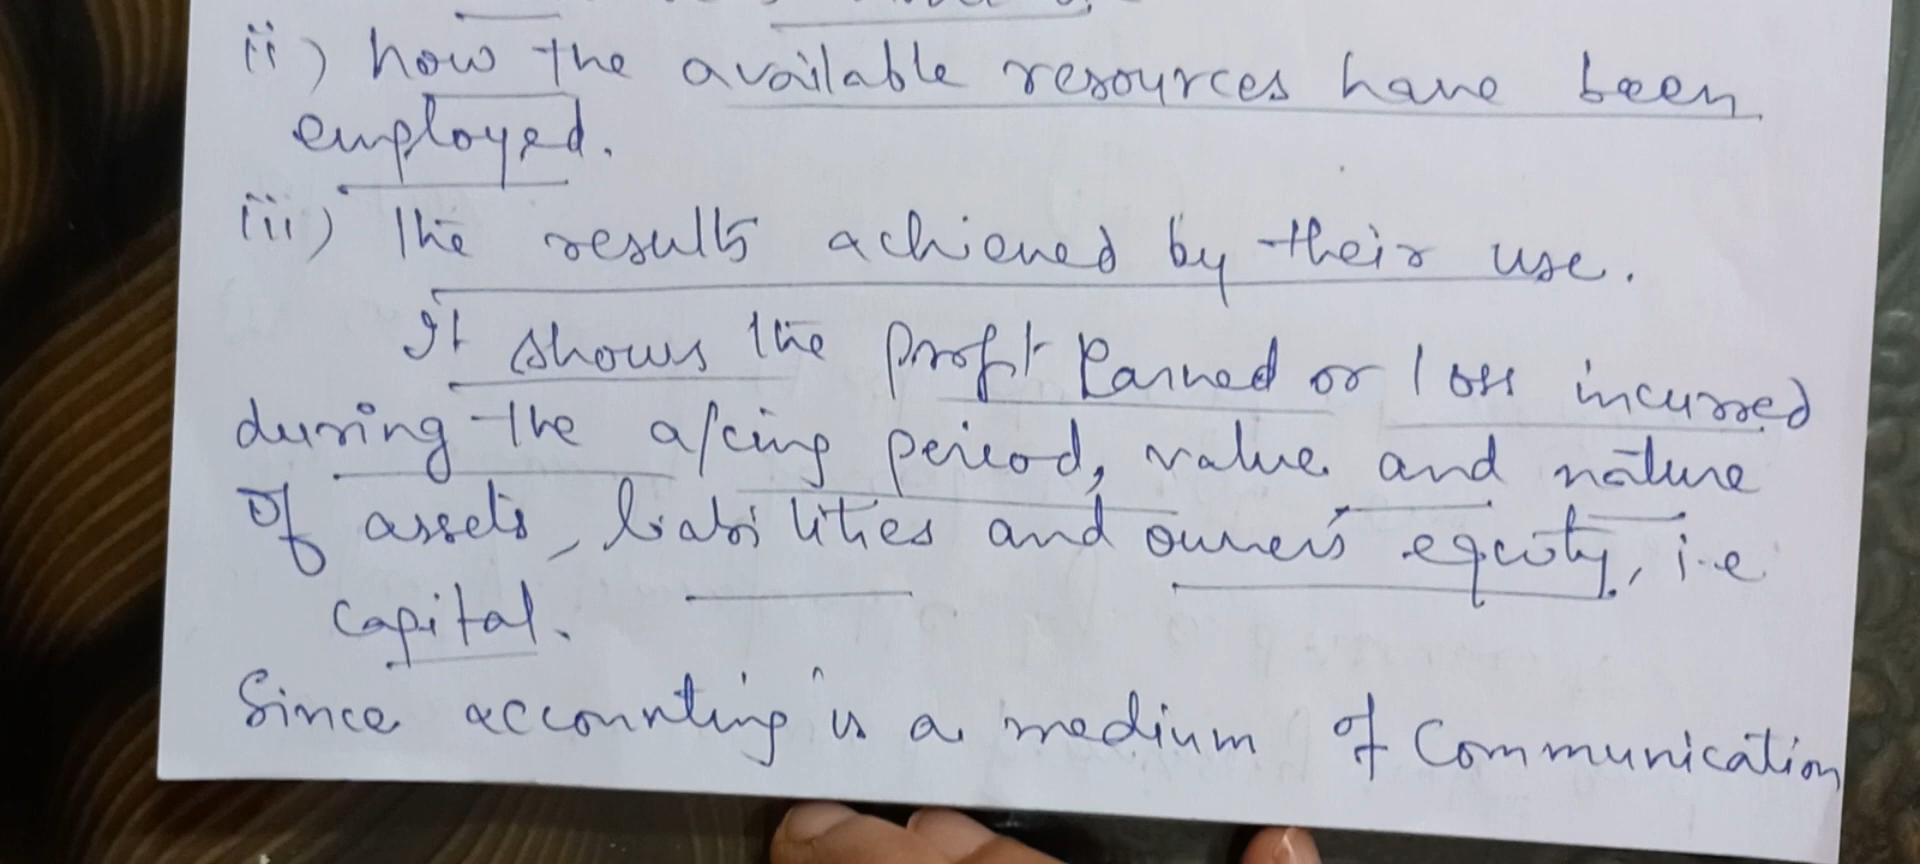 ii) how the available resources have been
employed.
iii) The results achieved by their use.
It shows the profit earned or loss incurred
during the a/cing period, value and nature
of assets, liabilities and owner's equity, i.e
capital.
Since accounting is a medium of Communication